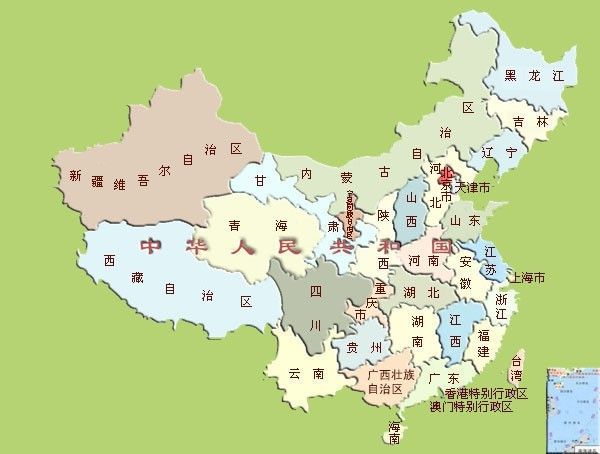 黑龙江
吉林
辽宁
内蒙古自治区
新疆维吾尔自治区
甘肃
北京市
天津市
河北
山西
陕西
山东
青海
中华人民共和国
河南
江苏
安徽
上海市
西藏自治区
四川
重庆市
湖北
浙江
湖南
江西
福建
贵州
云南
广西壮族
自治区
广东
台湾
香港特别行政区
澳门特别行政区
海南